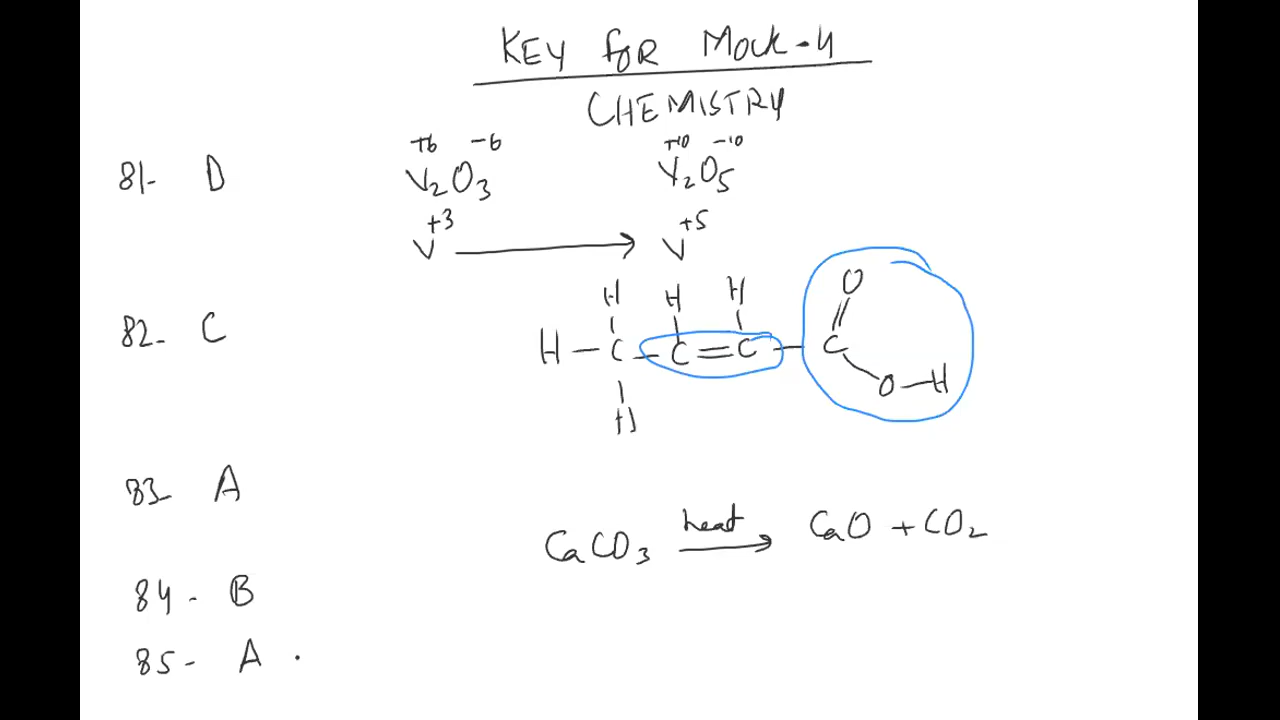 KEY for Mock-4
CHEMISTRY
+6 -6 +10 -10
81- D V2O3 V2O5
V+3 → V+5
H H H O
82- C H-C-C=C-C
O-H
H
83- A
CaCO3 heat → CaO + CO2
84- B
85- A .